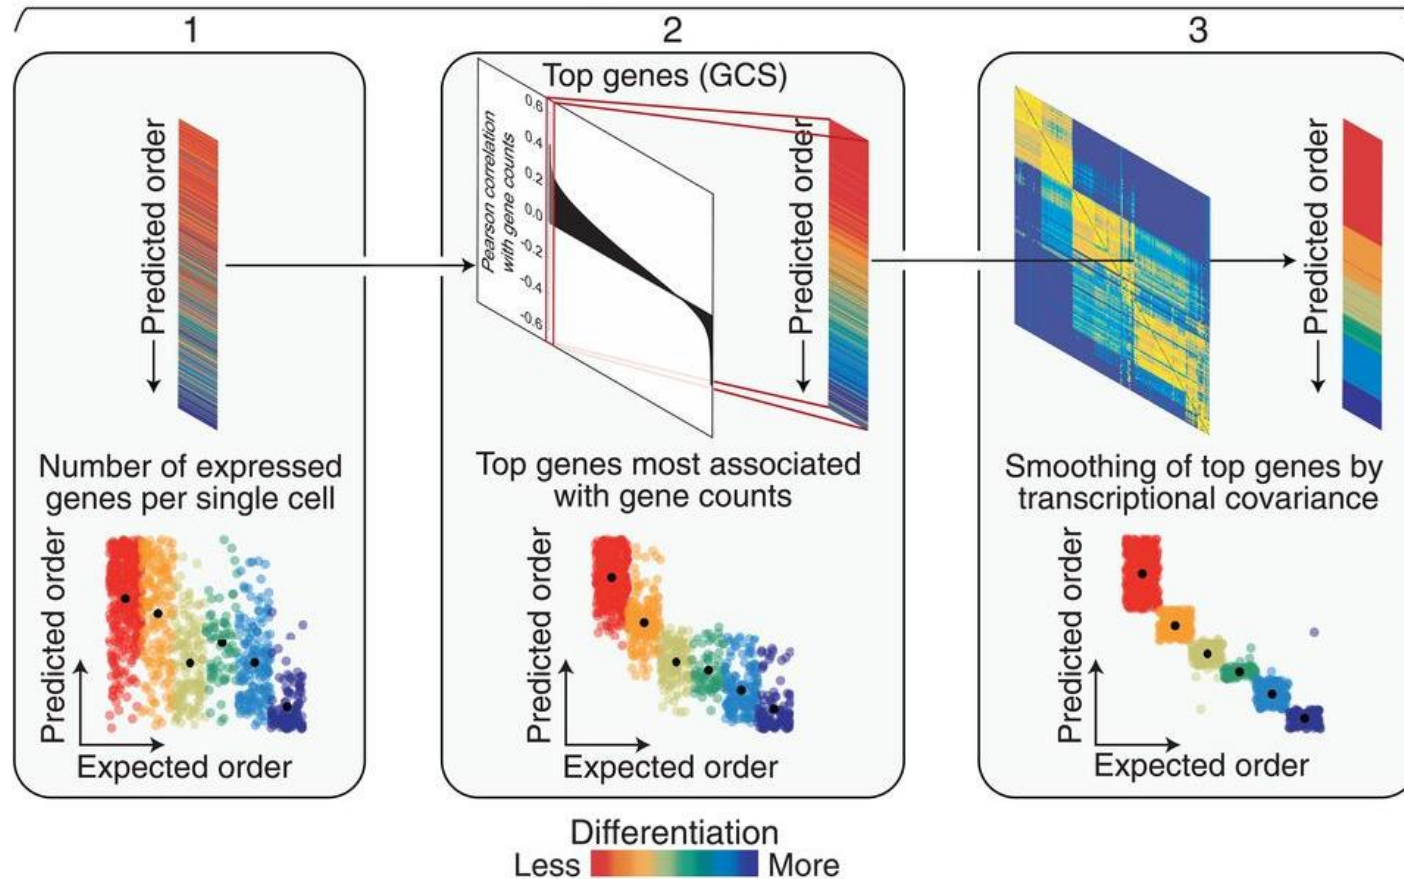 1
2
3
Predicted order
Number of expressed
genes per single cell
Predicted order
Expected order
Top genes (GCS)
Pearson correlation
with gene counts
0.6
0.4
0.2
0.0
-0.2
-0.4
-0.6
Predicted order
Top genes most associated
with gene counts
Predicted order
Expected order
Predicted order
Smoothing of top genes by
transcriptional covariance
Predicted order
Expected order
Differentiation
Less
More